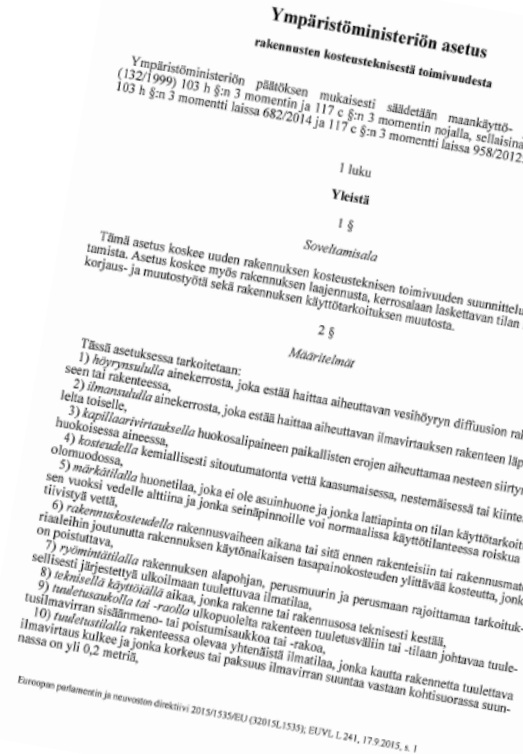 Ympäristöministeriön asetus
rakennusten kosteusteknisestä toimivuudesta
Ympäristöministeriön päätöksen mukaisesti säädetään maankäyttö-
(132/1999) 103 h §:n 3 momentin ja 117 c §:n 3 momentin nojalla, sellaisina
103 h §:n 3 momentti laissa 682/2014 ja 117 c §:n 3 momentti laissa 958/2012:
1 luku
Yleistä
1 §
Soveltamisala
Tämä asetus koskee uuden rakennuksen kosteusteknisen toimivuuden suunnittelu
tamista. Asetus koskee myös rakennuksen laajennusta, kerrosalaan laskettavan tilan
korjaus- ja muutostyötä sekä rakennuksen käyttötarkoituksen muutosta.
2 §
Määritelmät
Tässä asetuksessa tarkoitetaan:
1) höyrynsululla ainekerrosta, joka estää haittaa aiheuttavan vesihöyryn diffuusion rak
seen tai rakenteessa,
2) ilmansululla ainekerrosta, joka estää haittaa aiheuttavan ilmavirtauksen rakenteen läp
lelta toiselle,
3) kapillaarivirtauksella huokosalipaineen paikallisten erojen aiheuttamaa nesteen siirtym
huokoisessa aineessa,
4) kosteudella kemiallisesti sitoutumatonta vettä kaasumaisessa, nestemäisessä tai kiinte
olomuodossa,
5) märkätilalla huonetilaa, joka ei ole asuinhuone ja jonka lattiapinta on tilan käyttötarkoit
sen vuoksi vedelle alttiina ja jonka seinäpinnoille voi normaalissa käyttötilanteessa roiskua
tiivistyä vettä,
6) rakennuskosteudella rakennusvaiheen aikana tai sitä ennen rakenteisiin tai rakennusmate
riaaleihin joutunutta rakennuksen käytönaikaisen tasapainokosteuden ylittävää kosteutta, jonk
on poistuttava,
7) ryömintätilalla rakennuksen alapohjan, perusmuurin ja perusmaan rajoittamaa tarkoituk-
sellisesti järjestettyä ulkoilmaan tuulettuvaa ilmatilaa,
8) teknisellä käyttöiällä aikaa, jonka rakenne tai rakennusosa teknisesti kestää,
9) tuuletusaukolla tai -raolla ulkopuolelta rakenteen tuuletusväliin tai -tilaan johtavaa tuule-
tusilmavirran sisäänmeno- tai poistumisaukkoa tai -rakoa,
10) tuuletustilalla rakenteessa olevaa yhtenäistä ilmatilaa, jonka kautta rakennetta tuulettava
ilmavirtaus kulkee ja jonka korkeus tai paksuus ilmavirran suuntaa vastaan kohtisuorassa suun-
nassa on yli 0,2 metriä,
Euroopan parlamentin ja neuvoston direktiivi 2015/1535/EU (32015L1535); EUVL L 241, 17.9.2015, s. 1